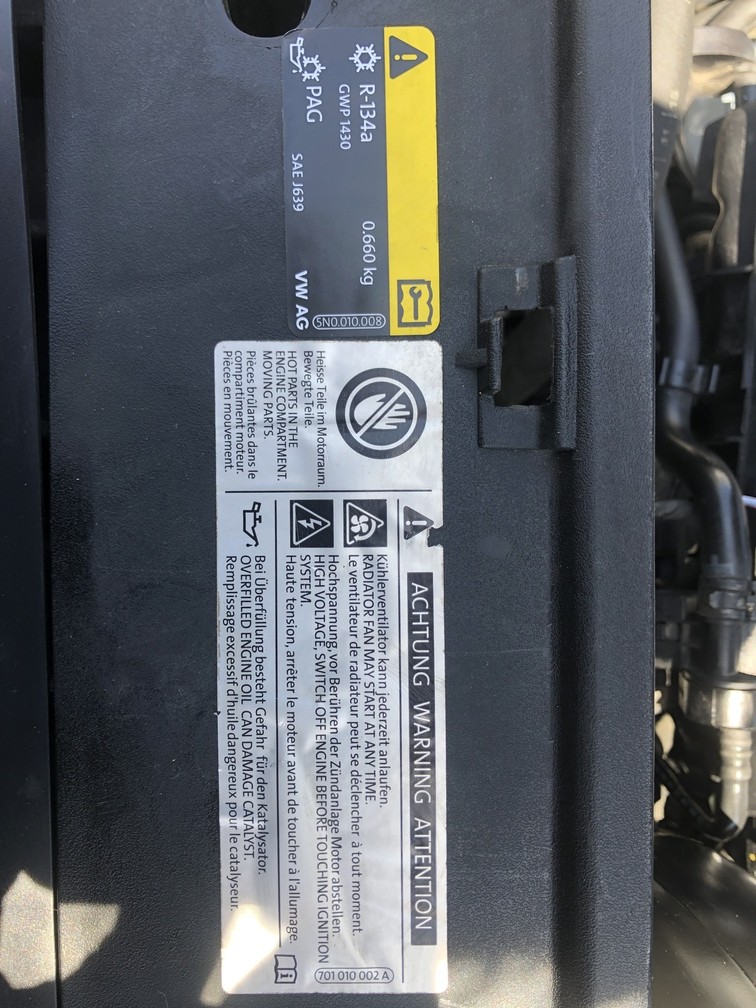 R-134a 0.660 kg
GWP 1430
PAG
SAE J639 VW AG
5N0.010.008
Heisse Teile im Motorraum.
Bewegte Teile.
HOT PARTS IN THE
ENGINE COMPARTMENT.
MOVING PARTS.
Pièces brûlantes dans le
compartiment moteur.
Pièces en mouvement.
ACHTUNG WARNING ATTENTION
Kühlerventilator kann jederzeit anlaufen.
RADIATOR FAN MAY START AT ANY TIME.
Le ventilateur de radiateur peut se déclencher à tout moment.
Hochspannung, vor Berühren der Zündanlage Motor abstellen.
HIGH VOLTAGE, SWITCH OFF ENGINE BEFORE TOUCHING IGNITION
SYSTEM.
Haute tension, arrêter le moteur avant de toucher à l'allumage.
Bei Überfüllung besteht Gefahr für den Katalysator.
OVERFILLED ENGINE OIL CAN DAMAGE CATALYST.
Remplissage excessif d'huile dangereux pour le catalyseur.
701 010 002 A